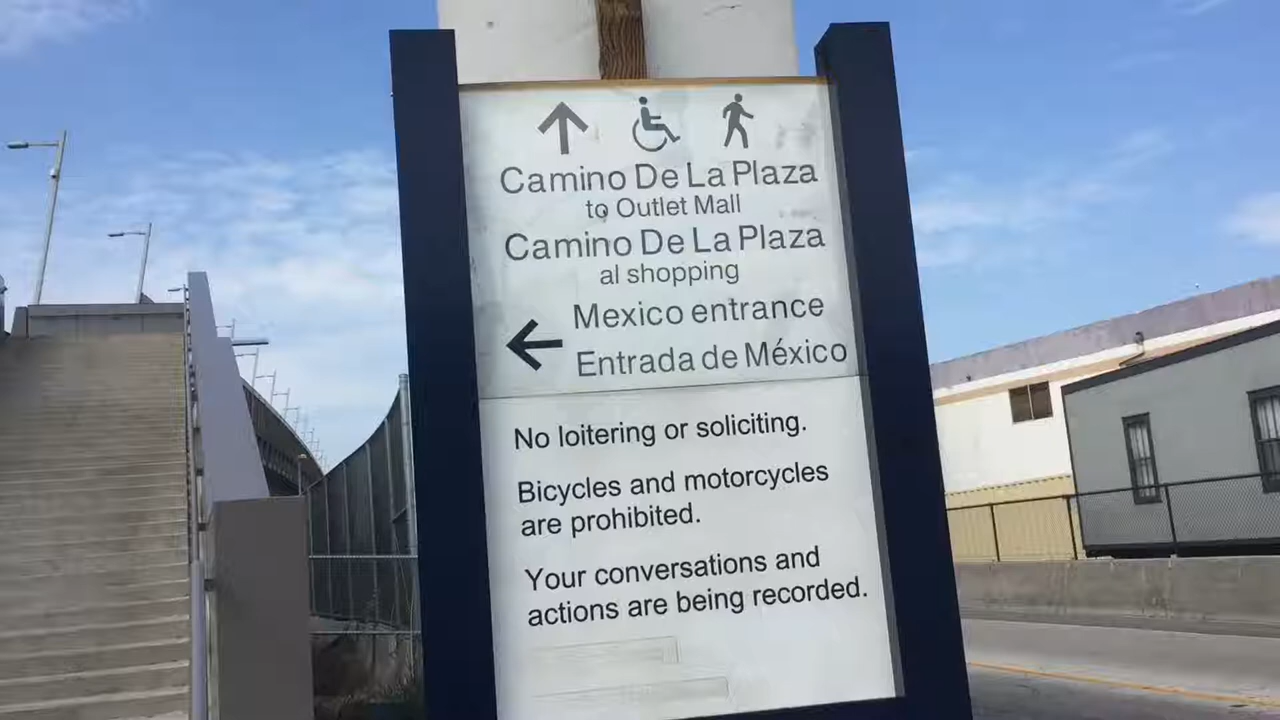 Camino De La Plaza
to Outlet Mall
Camino De La Plaza
al shopping
Mexico entrance
Entrada de México
No loitering or soliciting.
Bicycles and motorcycles
are prohibited.
Your conversations and
actions are being recorded.